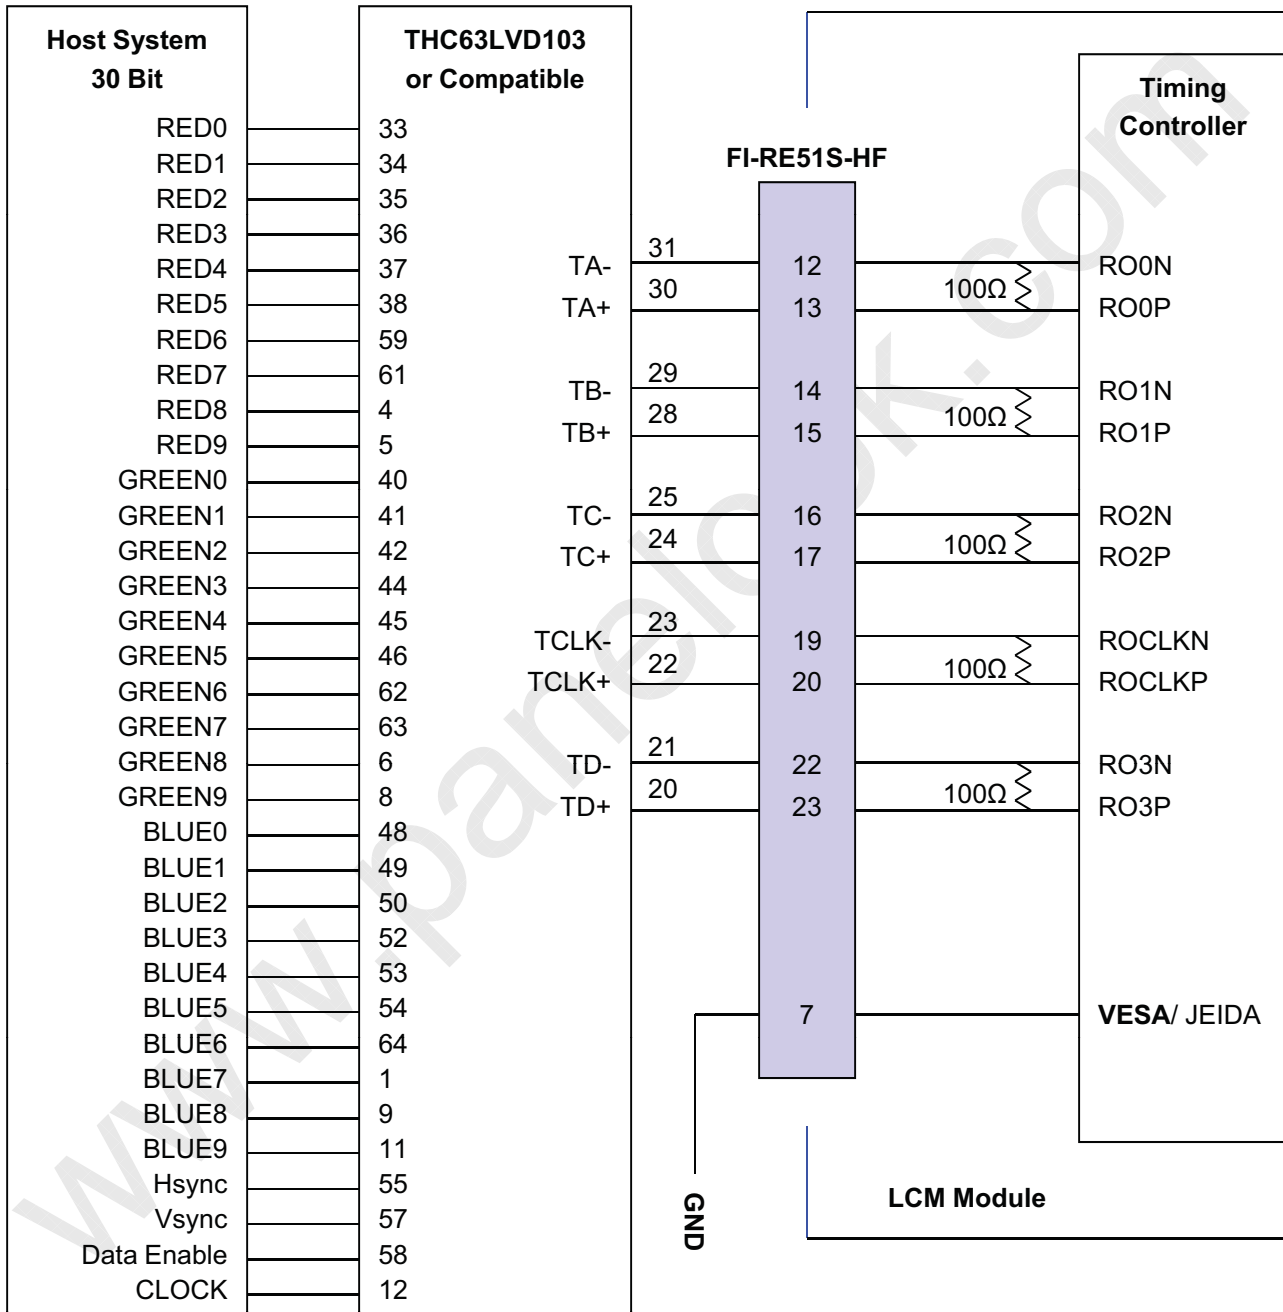 Host System
30 Bit
RED0 33
RED1 34
RED2 35
RED3 36
RED4 37
RED5 38
RED6 59
RED7 61
RED8 4
RED9 5
GREEN0 40
GREEN1 41
GREEN2 42
GREEN3 44
GREEN4 45
GREEN5 46
GREEN6 62
GREEN7 63
GREEN8 6
GREEN9 8
BLUE0 48
BLUE1 49
BLUE2 50
BLUE3 52
BLUE4 53
BLUE5 54
BLUE6 64
BLUE7 1
BLUE8 9
BLUE9 11
Hsync 55
Vsync 57
Data Enable 58
CLOCK 12
THC63LVD103
or Compatible
FI-RE51S-HF
Timing
Controller
TA- 31 12 RO0N
100Ω
TA+ 30 13 RO0P
TB- 29 14 RO1N
100Ω
TB+ 28 15 RO1P
TC- 25 16 RO2N
100Ω
TC+ 24 17 RO2P
TCLK- 23 19 ROCLKN
100Ω
TCLK+ 22 20 ROCLKP
TD- 21 22 RO3N
100Ω
TD+ 20 23 RO3P
7 VESA/ JEIDA
GND
LCM Module
www.panelook.com